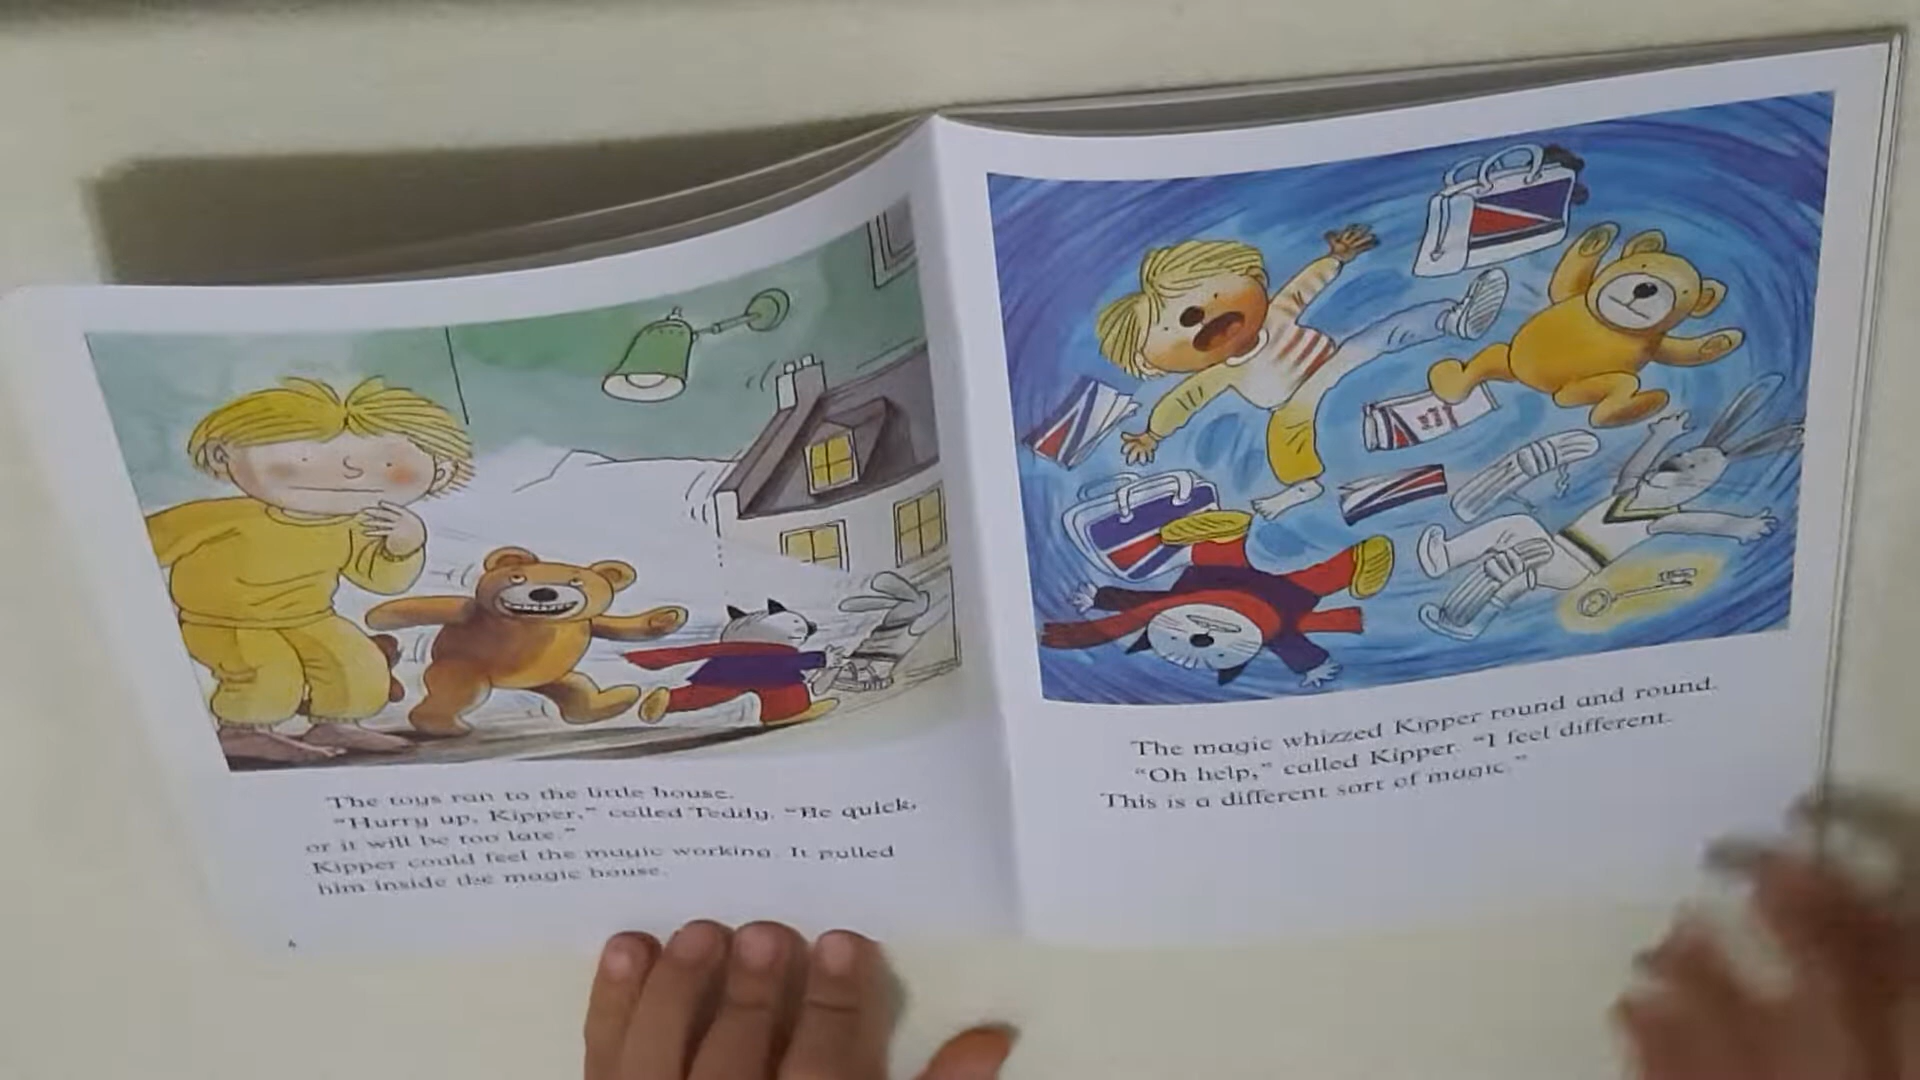 The toys ran to the little house.
"Hurry up, Kipper," called Teddy. "Be quick,
or it will be too late."
Kipper could feel the magic working. It pulled
him inside the magic house.
The magic whizzed Kipper round and round.
"Oh help," called Kipper. "I feel different.
This is a different sort of magic."